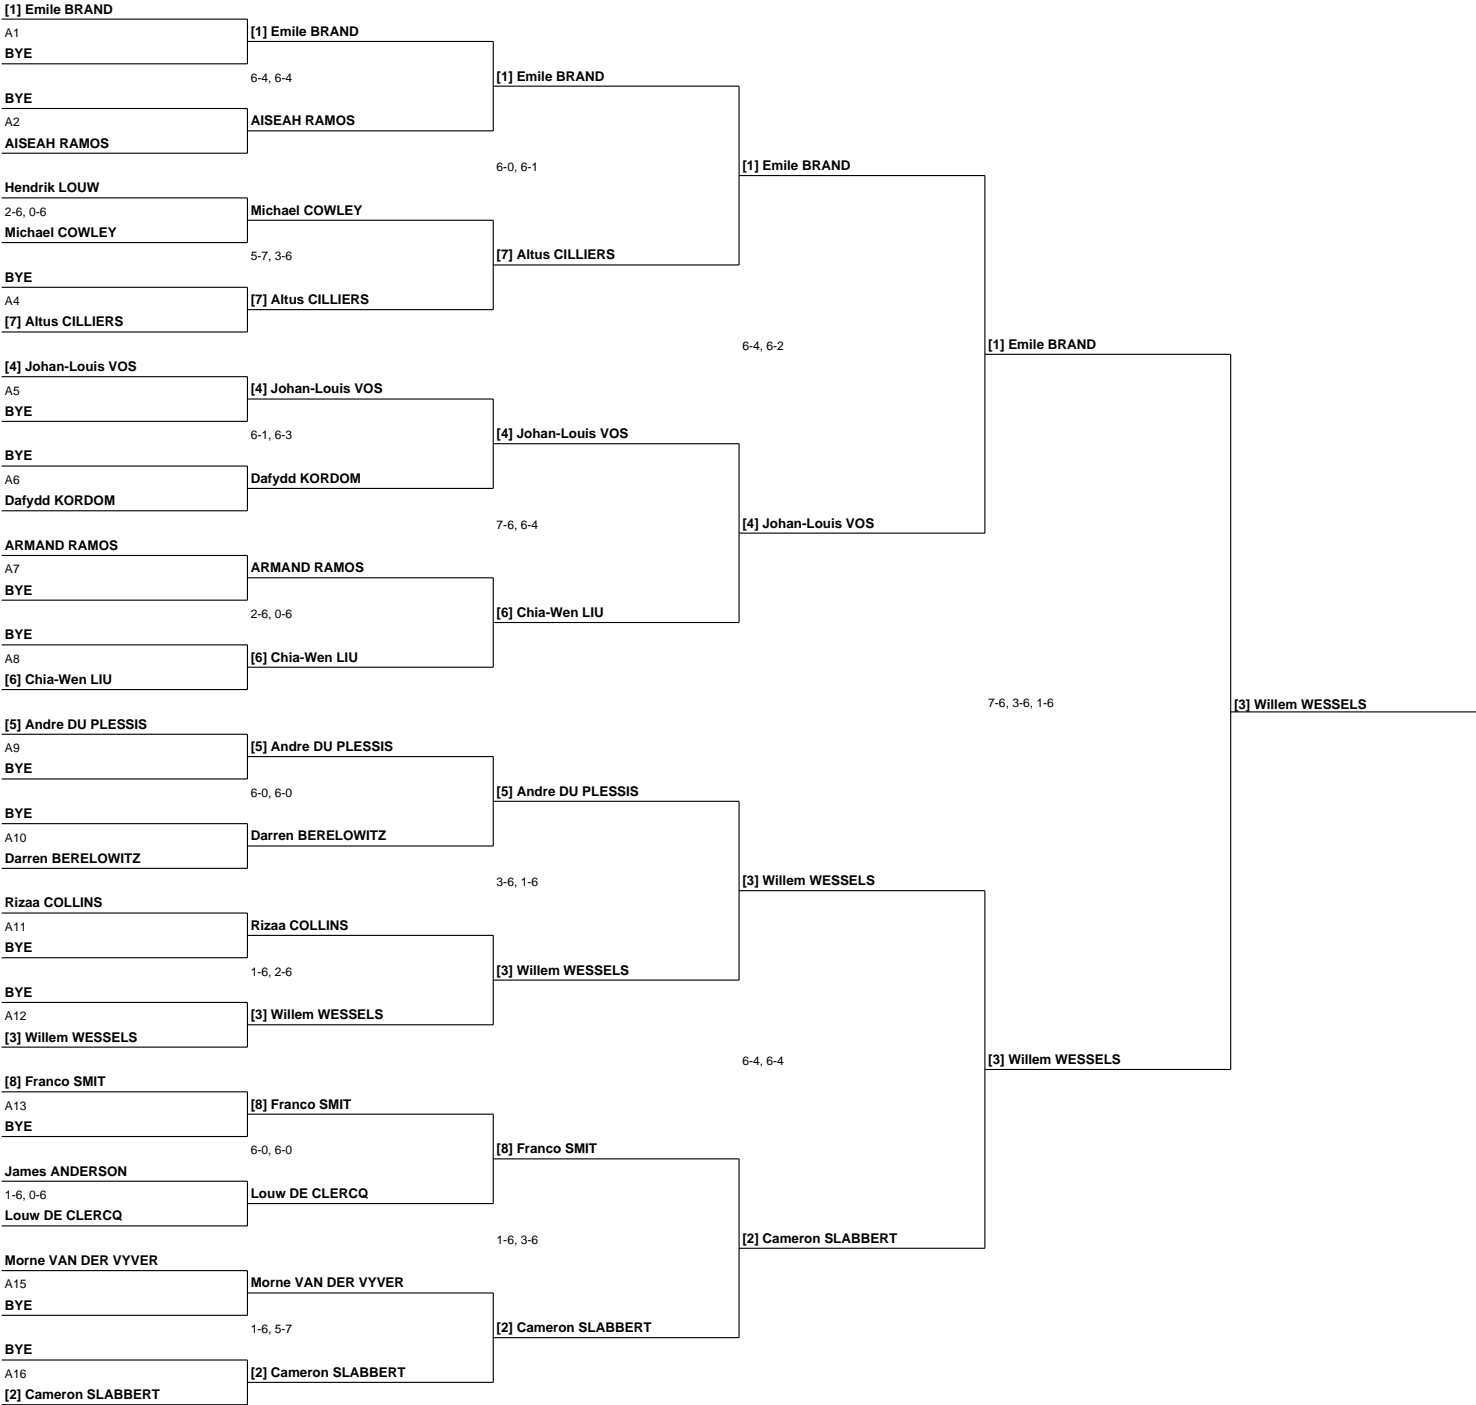 [1] Emile BRAND
A1
BYE
BYE
A2
AISEAH RAMOS
Hendrik LOUW
2-6, 0-6
Michael COWLEY
BYE
A4
[7] Altus CILLIERS
[4] Johan-Louis VOS
A5
BYE
BYE
A6
Dafydd KORDOM
ARMAND RAMOS
A7
BYE
BYE
A8
[6] Chia-Wen LIU
[5] Andre DU PLESSIS
A9
BYE
BYE
A10
Darren BERELOWITZ
Rizaa COLLINS
A11
BYE
BYE
A12
[3] Willem WESSELS
[8] Franco SMIT
A13
BYE
James ANDERSON
1-6, 0-6
Louw DE CLERCQ
Morne VAN DER VYVER
A15
BYE
BYE
A16
[2] Cameron SLABBERT
[1] Emile BRAND
6-4, 6-4
AISEAH RAMOS
Michael COWLEY
5-7, 3-6
[7] Altus CILLIERS
[4] Johan-Louis VOS
6-1, 6-3
Dafydd KORDOM
ARMAND RAMOS
2-6, 0-6
[6] Chia-Wen LIU
[5] Andre DU PLESSIS
6-0, 6-0
Darren BERELOWITZ
Rizaa COLLINS
1-6, 2-6
[3] Willem WESSELS
[8] Franco SMIT
6-0, 6-0
Louw DE CLERCQ
Morne VAN DER VYVER
1-6, 5-7
[2] Cameron SLABBERT
[1] Emile BRAND
6-0, 6-1
[7] Altus CILLIERS
[4] Johan-Louis VOS
7-6, 6-4
[6] Chia-Wen LIU
[5] Andre DU PLESSIS
3-6, 1-6
[3] Willem WESSELS
[8] Franco SMIT
1-6, 3-6
[2] Cameron SLABBERT
[1] Emile BRAND
6-4, 6-2
[4] Johan-Louis VOS
[3] Willem WESSELS
6-4, 6-4
[2] Cameron SLABBERT
[1] Emile BRAND
7-6, 3-6, 1-6
[3] Willem WESSELS
[3] Willem WESSELS